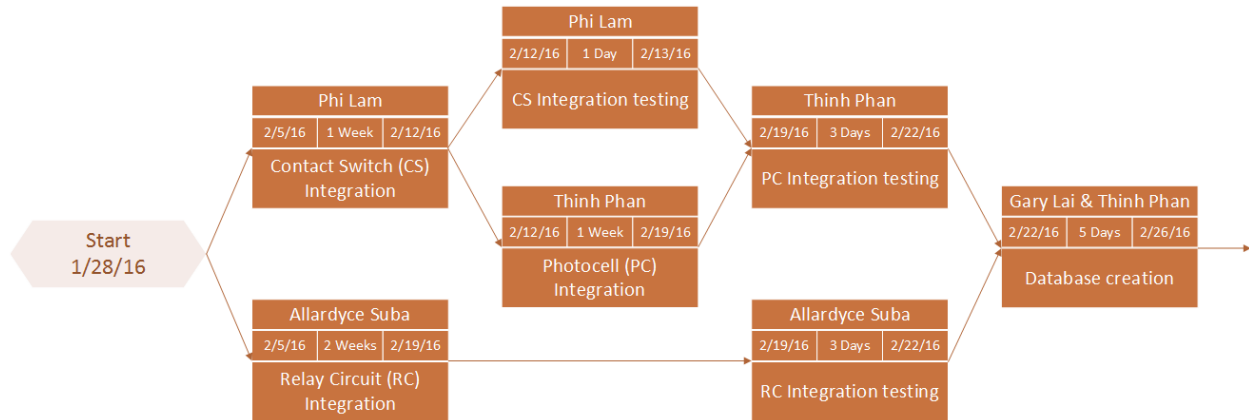 Start
1/28/16
Phi Lam
2/5/16 1 Week 2/12/16
Contact Switch (CS)
Integration
Allardyce Suba
2/5/16 2 Weeks 2/19/16
Relay Circuit (RC)
Integration
Phi Lam
2/12/16 1 Day 2/13/16
CS Integration testing
Thinh Phan
2/12/16 1 Week 2/19/16
Photocell (PC)
Integration
Thinh Phan
2/19/16 3 Days 2/22/16
PC Integration testing
Allardyce Suba
2/19/16 3 Days 2/22/16
RC Integration testing
Gary Lai & Thinh Phan
2/22/16 5 Days 2/26/16
Database creation